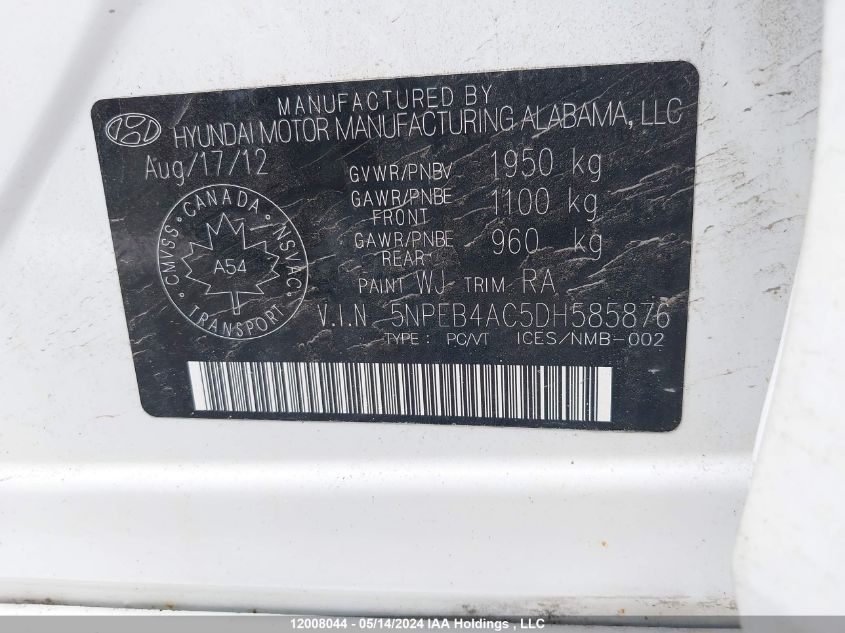 MANUFACTURED BY
HYUNDAI MOTOR MANUFACTURING ALABAMA, LLC
Aug/17/12
GVWR/PNBV 1950 kg
GAWR/PNBE FRONT 1100 kg
GAWR/PNBE REAR 960 kg
CANADA
CMVSS • NSVAC
A54
TRANSPORT
PAINT WJ TRIM RA
V.I.N 5NPEB4AC5DH585876
TYPE: PC/VT ICES/NMB-002
12008044 - 05/14/2024 IAA Holdings, LLC